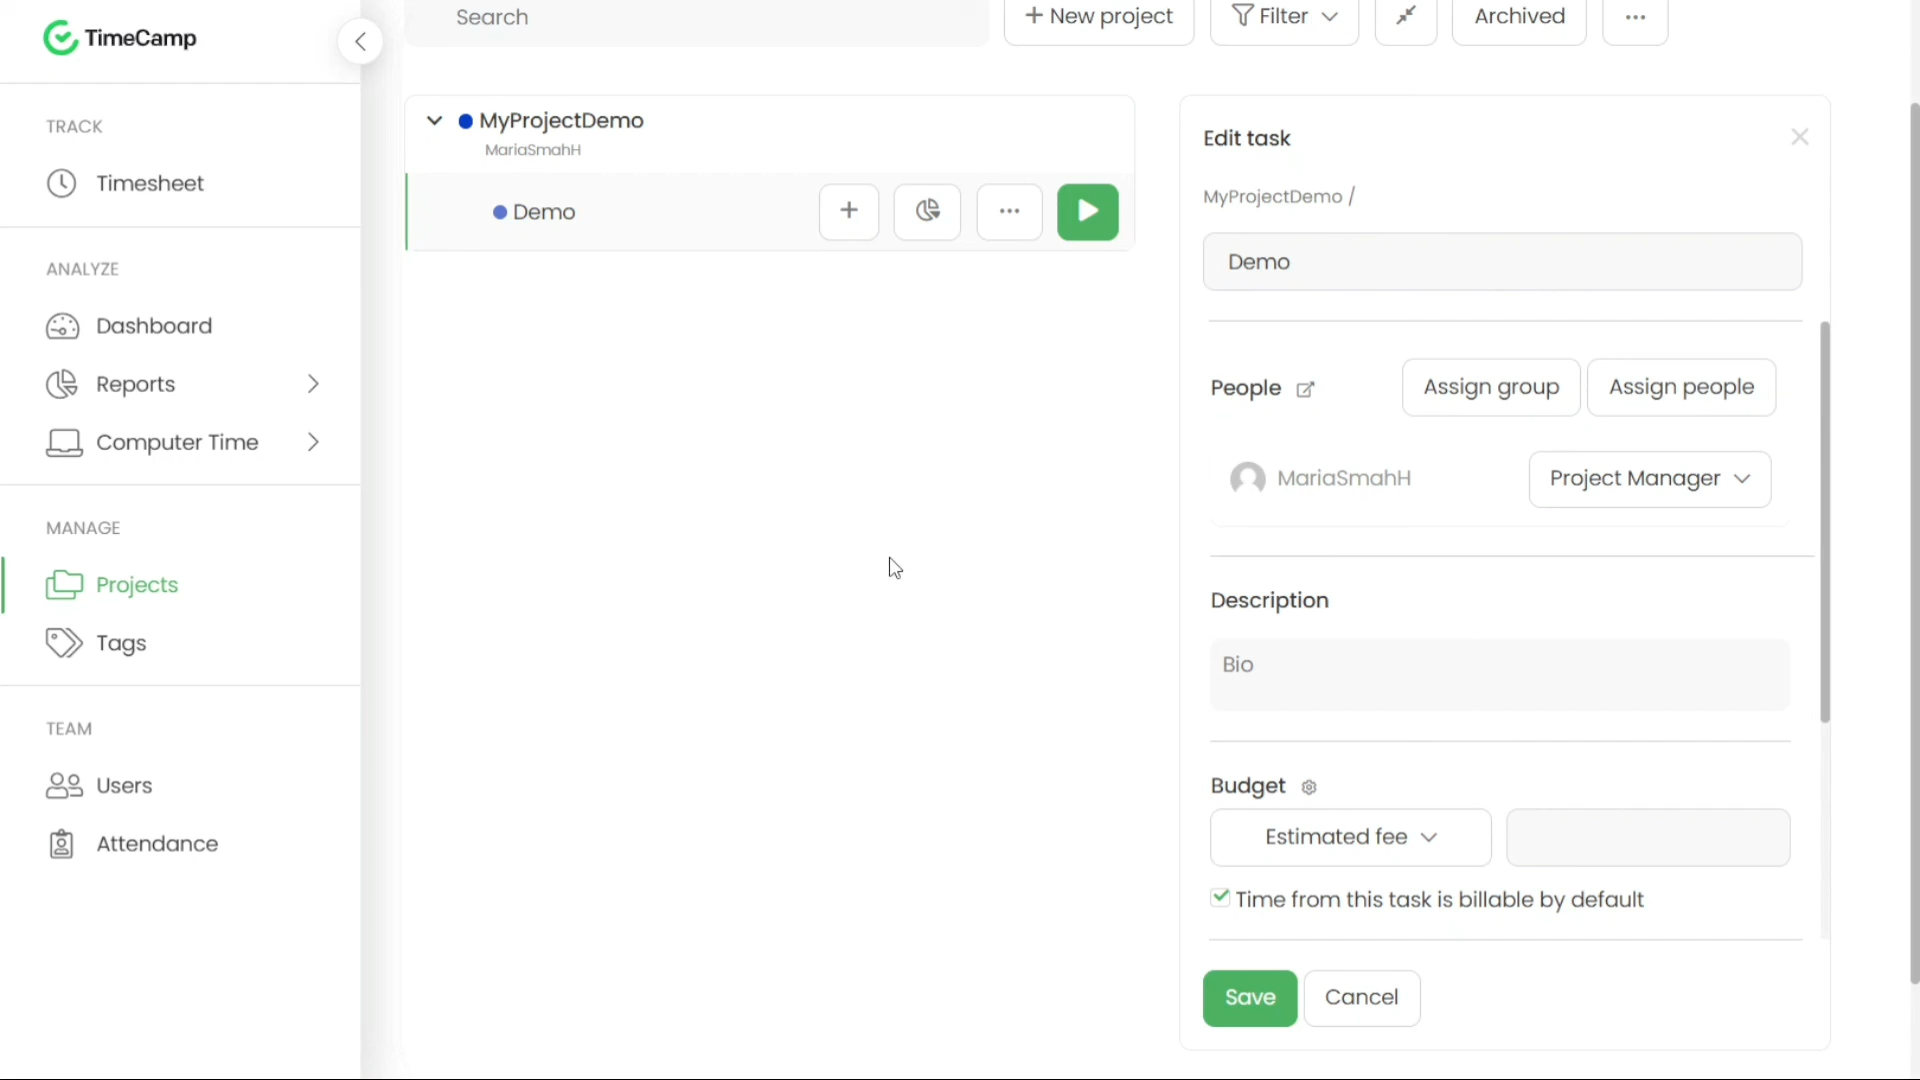 TimeCamp
TRACK
Timesheet
ANALYZE
Dashboard
Reports
Computer Time
MANAGE
Projects
Tags
TEAM
Users
Attendance
Search
+ New project
Filter
Archived
MyProjectDemo
MariaSmahH
Demo
Edit task
MyProjectDemo /
Demo
People
Assign group
Assign people
MariaSmahH
Project Manager
Description
Bio
Budget
Estimated fee
Time from this task is billable by default
Save
Cancel